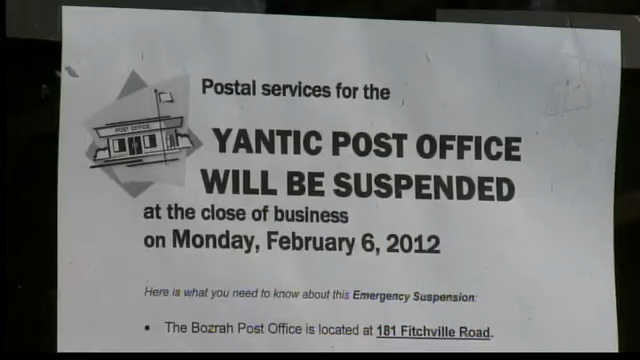 POST OFFICE
Postal services for the
YANTIC POST OFFICE
WILL BE SUSPENDED
at the close of business
on Monday, February 6, 2012
Here is what you need to know about this Emergency Suspension:
• The Bozrah Post Office is located at 181 Fitchville Road.